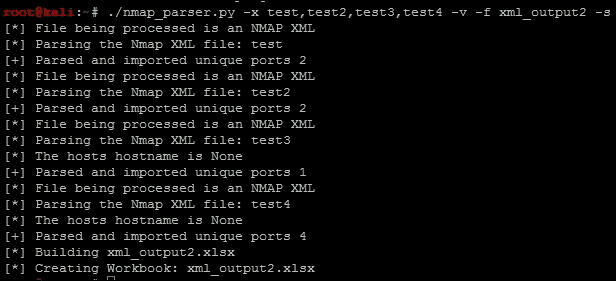 root@kali:~# ./nmap_parser.py -x test,test2,test3,test4 -v -f xml_output2 -s
[*] File being processed is an NMAP XML
[*] Parsing the Nmap XML file: test
[+] Parsed and imported unique ports 2
[*] File being processed is an NMAP XML
[*] Parsing the Nmap XML file: test2
[+] Parsed and imported unique ports 2
[*] File being processed is an NMAP XML
[*] Parsing the Nmap XML file: test3
[*] The hosts hostname is None
[+] Parsed and imported unique ports 1
[*] File being processed is an NMAP XML
[*] Parsing the Nmap XML file: test4
[*] The hosts hostname is None
[+] Parsed and imported unique ports 4
[*] Building xml_output2.xlsx
[*] Creating Workbook: xml_output2.xlsx